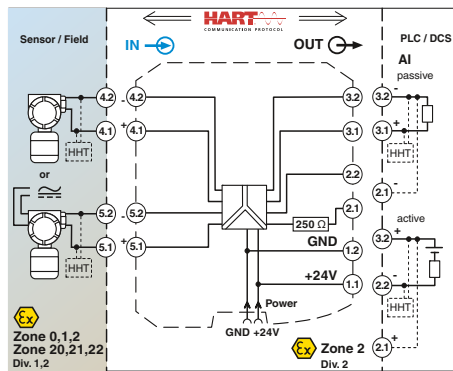 HART
COMMUNICATION PROTOCOL
Sensor / Field
IN
OUT
PLC / DCS
AI
passive
4.2
-
4.2
3.2
3.2
-
4.1
+
4.1
3.1
3.1
+
HHT
HHT
or
2.2
2.1
2.1
-
5.2
-
5.2
250 Ω
active
GND
1.2
3.2
+
5.1
+
5.1
+24V
1.1
2.2
-
HHT
HHT
Power
GND +24V
2.1
+
Ex
Zone 0,1,2
Zone 20,21,22
Div. 1,2
Ex
Zone 2
Div. 2